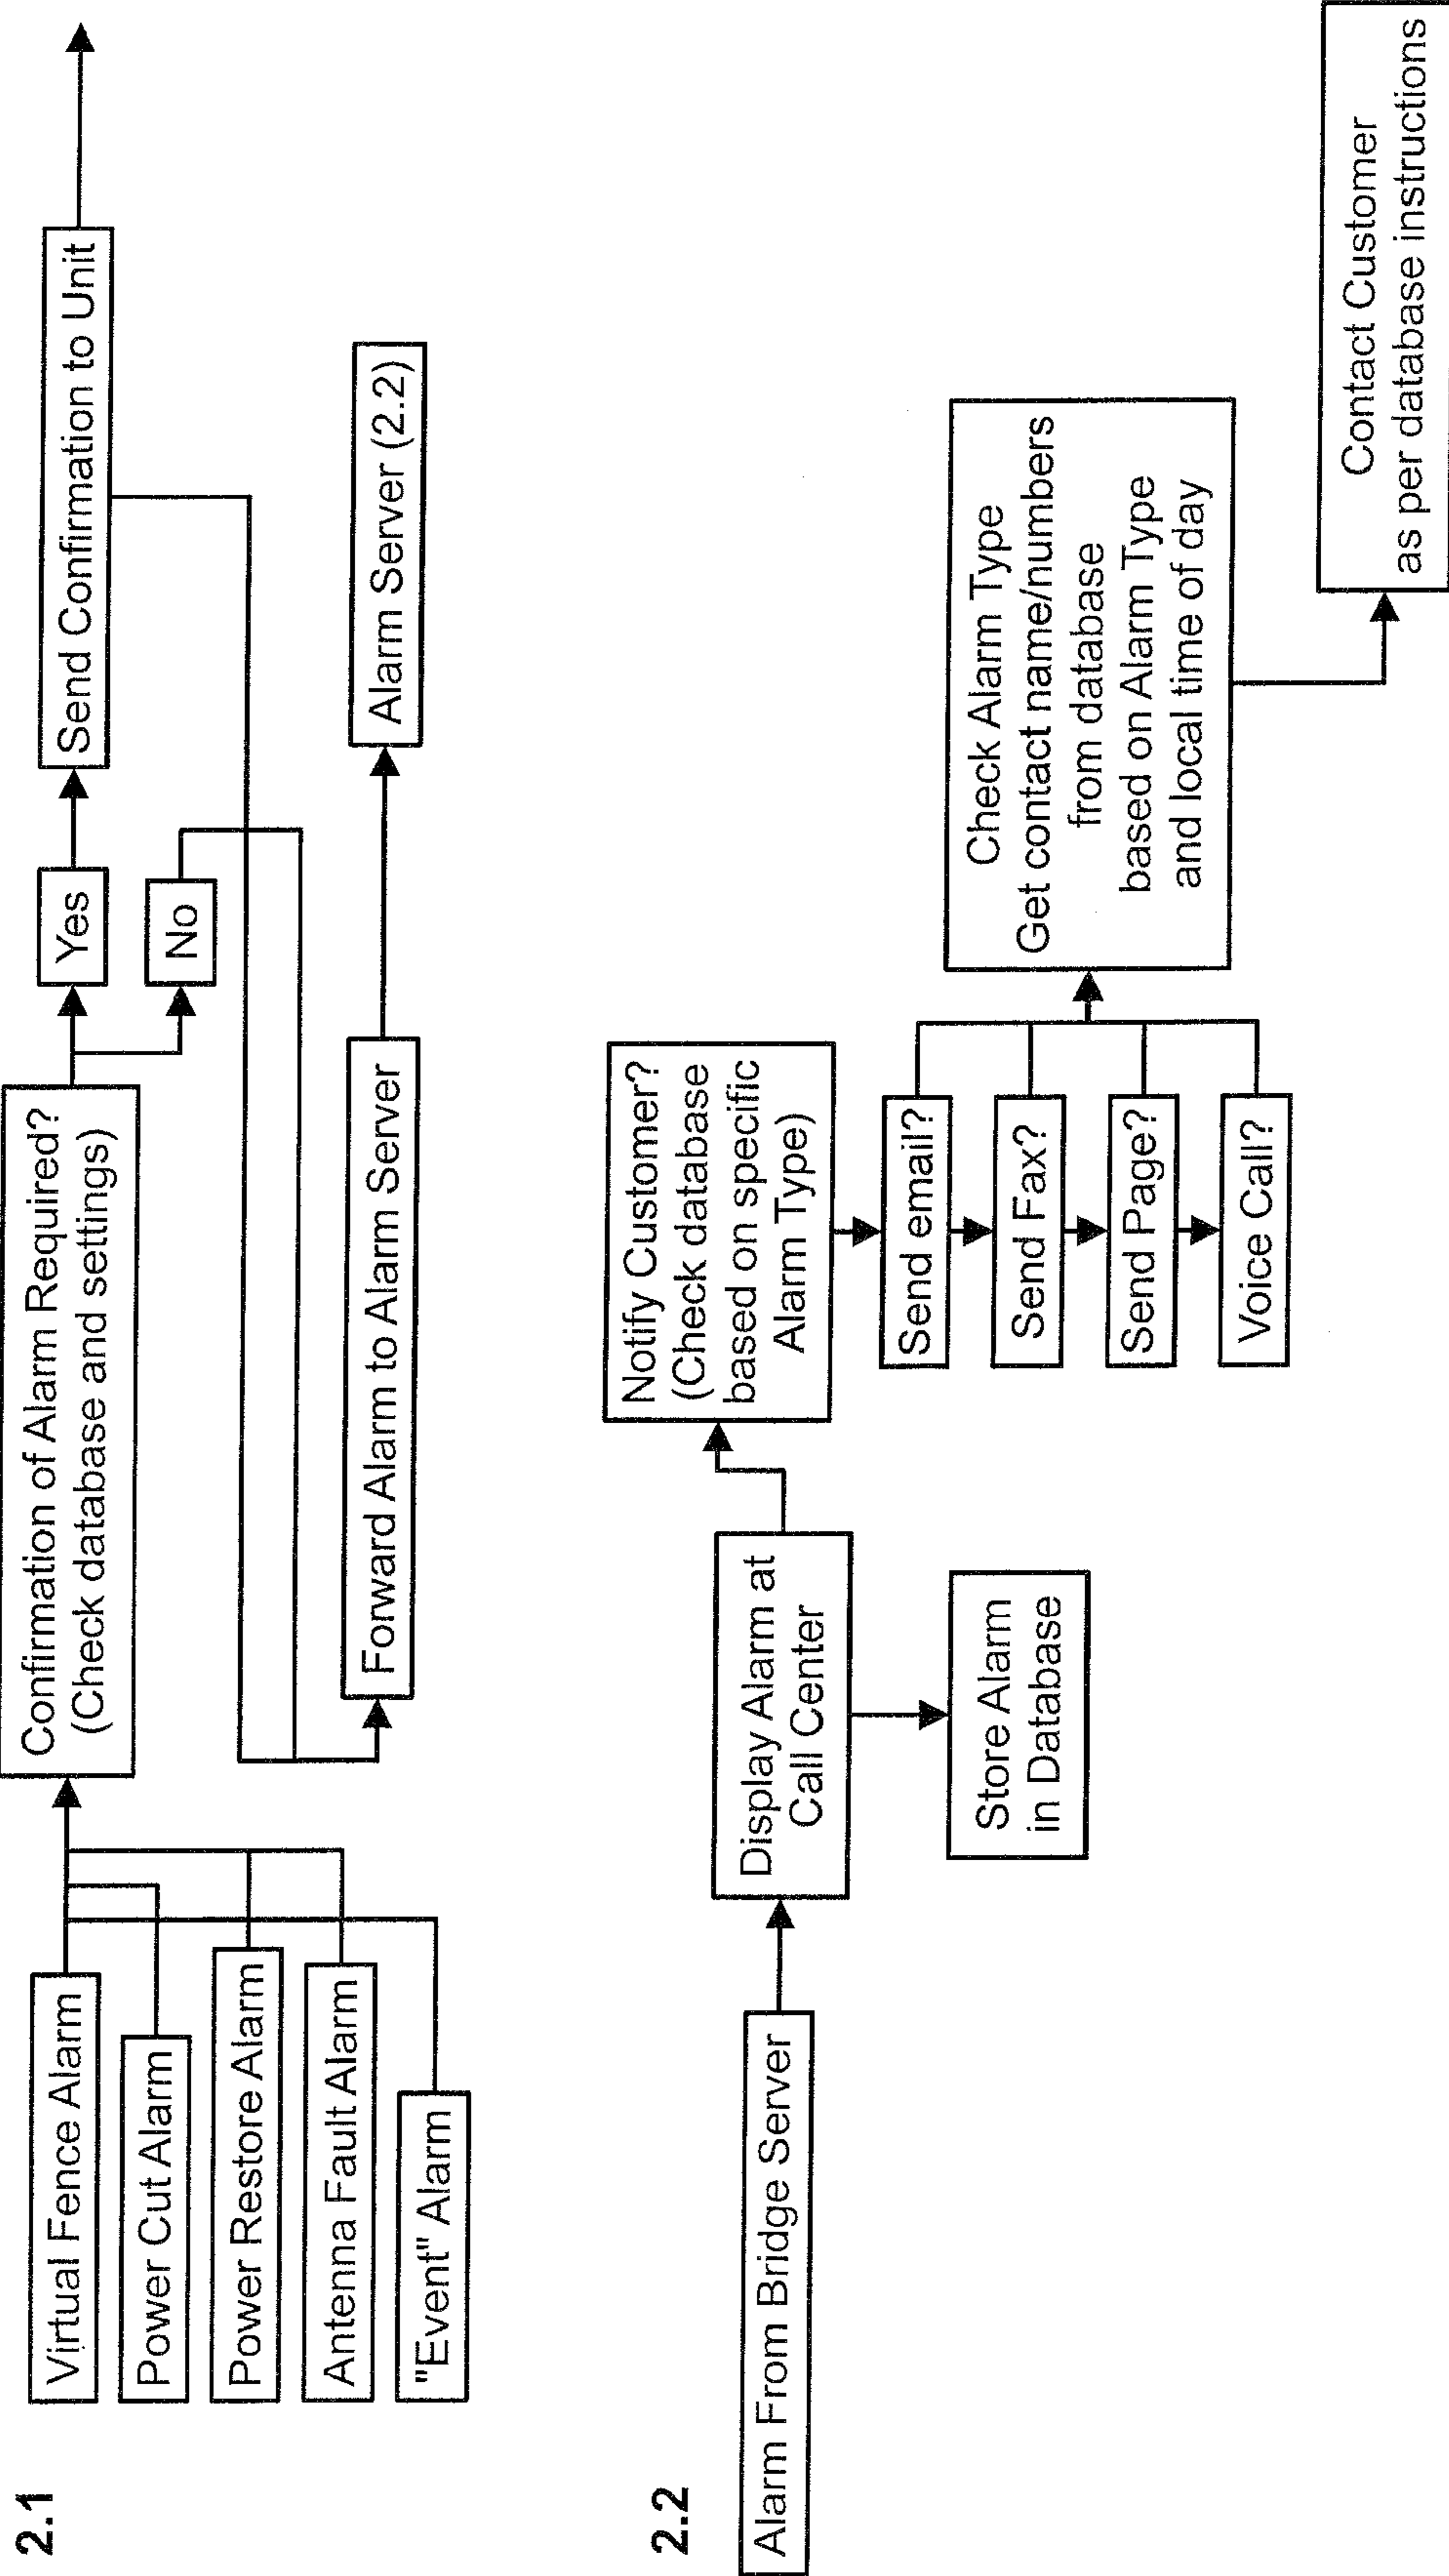 2.1
Virtual Fence Alarm
Power Cut Alarm
Power Restore Alarm
Antenna Fault Alarm
"Event" Alarm
Confirmation of Alarm Required?
(Check database and settings)
Yes
No
Send Confirmation to Unit
Forward Alarm to Alarm Server
Alarm Server (2.2)
2.2
Alarm From Bridge Server
Display Alarm at
Call Center
Store Alarm
in Database
Notify Customer?
(Check database
based on specific
Alarm Type)
Send email?
Send Fax?
Send Page?
Voice Call?
Check Alarm Type
Get contact name/numbers
from database
based on Alarm Type
and local time of day
Contact Customer
as per database instructions